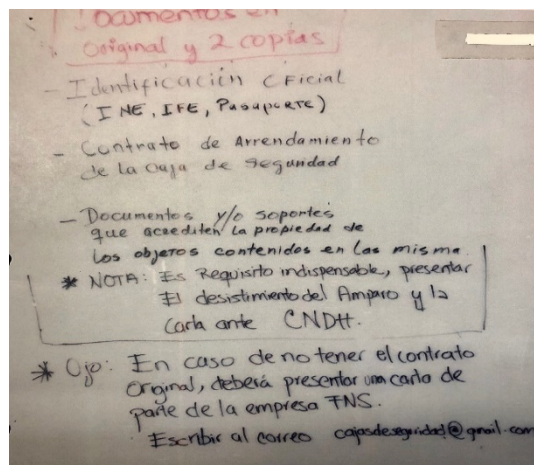 Documentos en
Original y 2 copias
- Identificación Oficial
(INE, IFE, Pasaporte)
- Contrato de Arrendamiento
de la caja de seguridad
- Documentos y/o soportes
que acrediten la propiedad de
los objetos contenidos en las misma.
* NOTA: Es Requisito indispensable, presentar
El desistimiento del Amparo y la
Carta ante CNDH.
* Ojo: En caso de no tener el contrato
Original, deberá presentar una carta de
parte de la empresa FNS.
Escribir al correo cajasdeseguridad@gmail.com